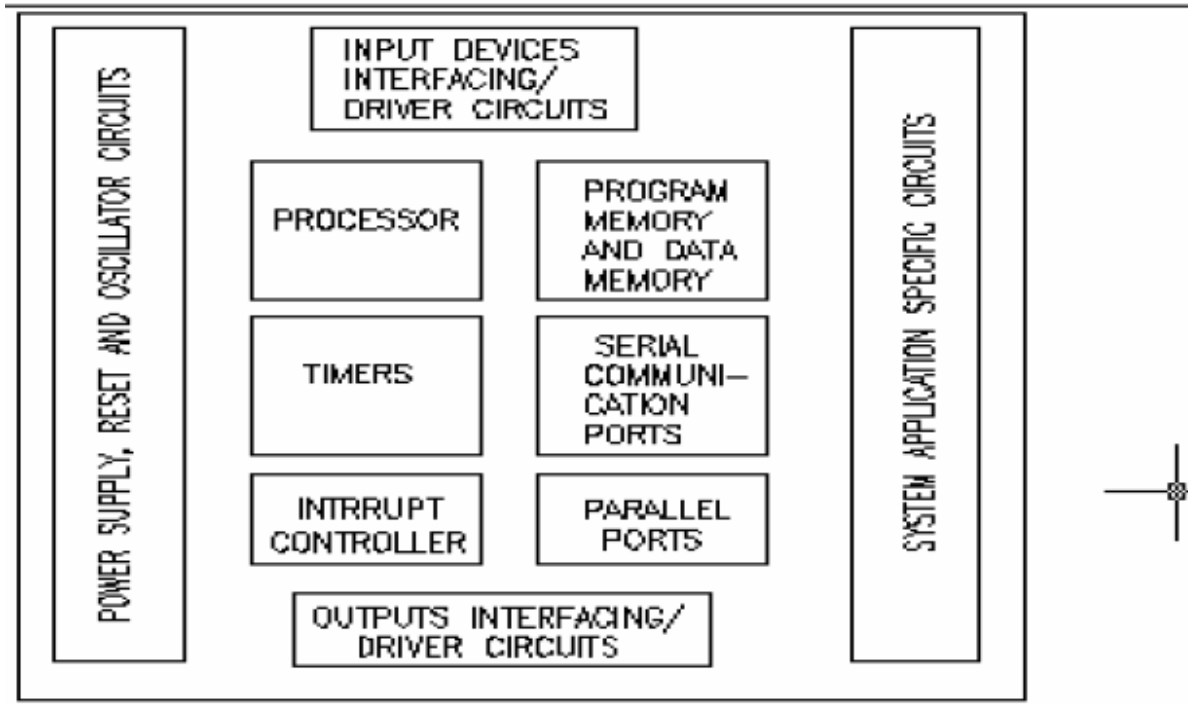 POWER SUPPLY, RESET AND OSCILLATOR CIRCUITS
INPUT DEVICES
INTERFACING/
DRIVER CIRCUITS
PROCESSOR
PROGRAM
MEMORY
AND DATA
MEMORY
TIMERS
SERIAL
COMMUNI-
CATION
PORTS
INTRRUPT
CONTROLLER
PARALLEL
PORTS
OUTPUTS INTERFACING/
DRIVER CIRCUITS
SYSTEM APPLICATION SPECIFIC CIRCUITS